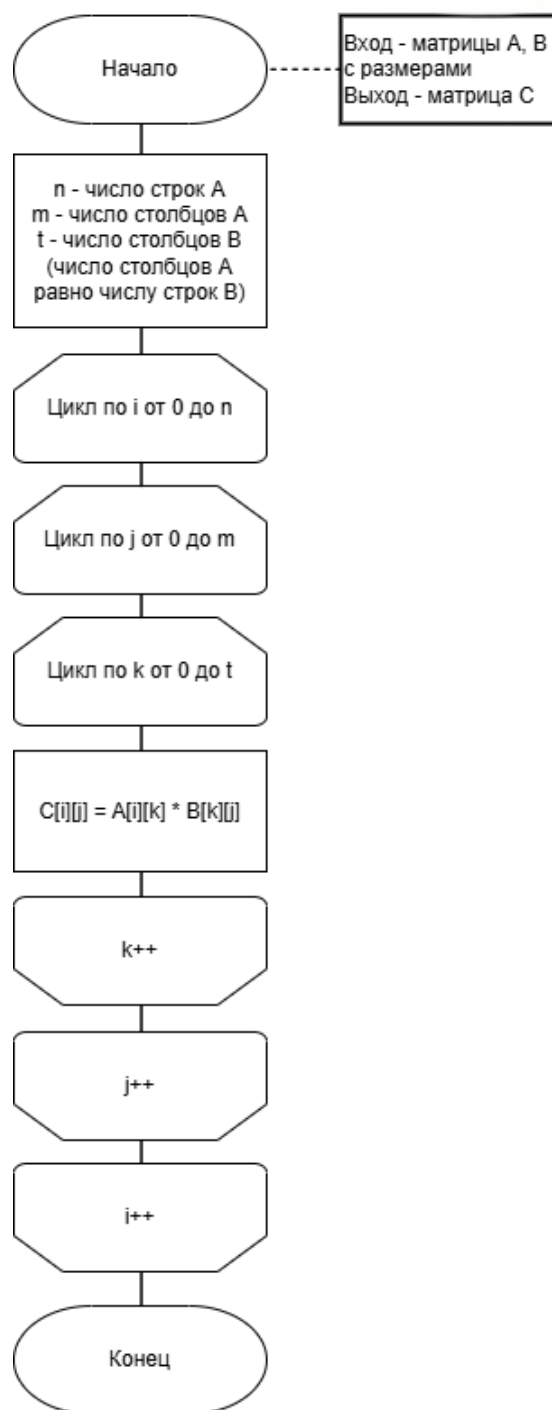 Начало
Вход - матрицы А, В
с размерами
Выход - матрица С
n - число строк А
m - число столбцов А
t - число столбцов В
(число столбцов А
равно числу строк В)
Цикл по i от 0 до n
Цикл по j от 0 до m
Цикл по k от 0 до t
C[i][j] = A[i][k] * B[k][j]
k++
j++
i++
Конец